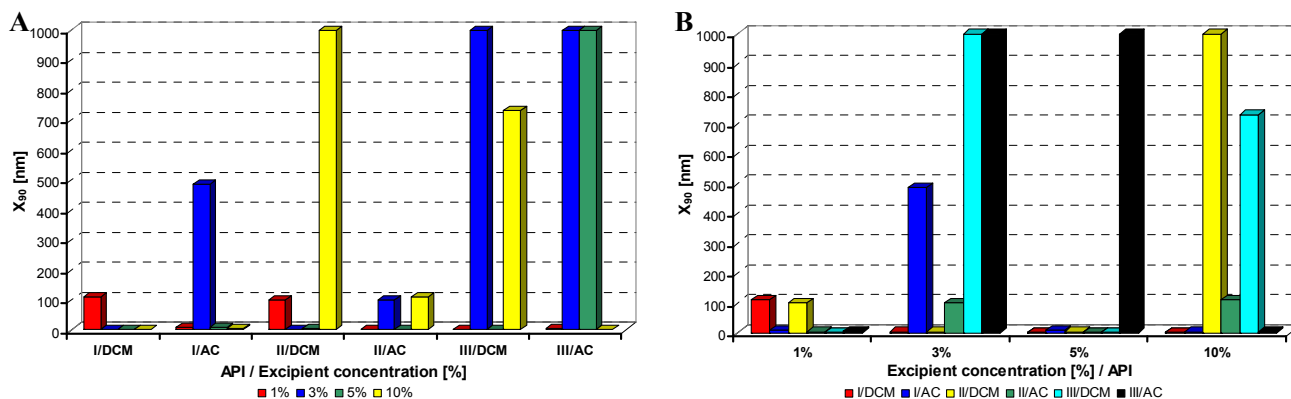 A
1000
900
800
700
600
500
400
300
200
100
0
X90 [nm]
I/DCM I/AC II/DCM II/AC III/DCM III/AC
API / Excipient concentration [%]
1% 3% 5% 10%
B
1000
900
800
700
600
500
400
300
200
100
0
X90 [nm]
1% 3% 5% 10%
Excipient concentration [%] / API
I/DCM I/AC II/DCM II/AC III/DCM III/AC